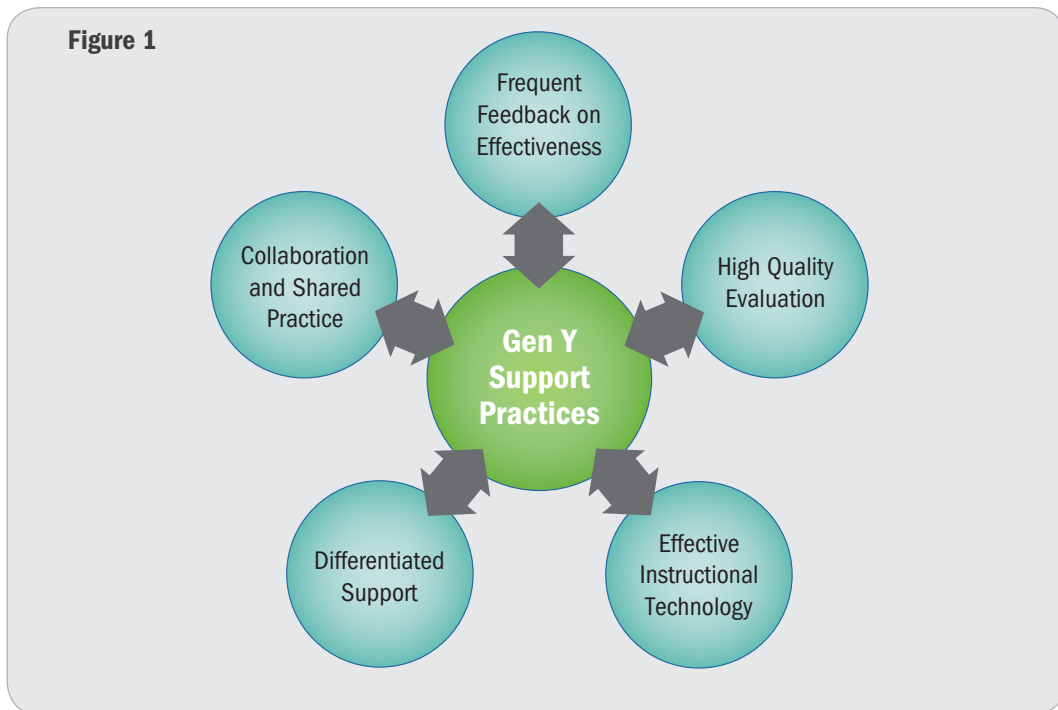 Figure 1
Frequent
Feedback on
Effectiveness
Collaboration
and Shared
Practice
High Quality
Evaluation
Gen Y
Support
Practices
Differentiated
Support
Effective
Instructional
Technology